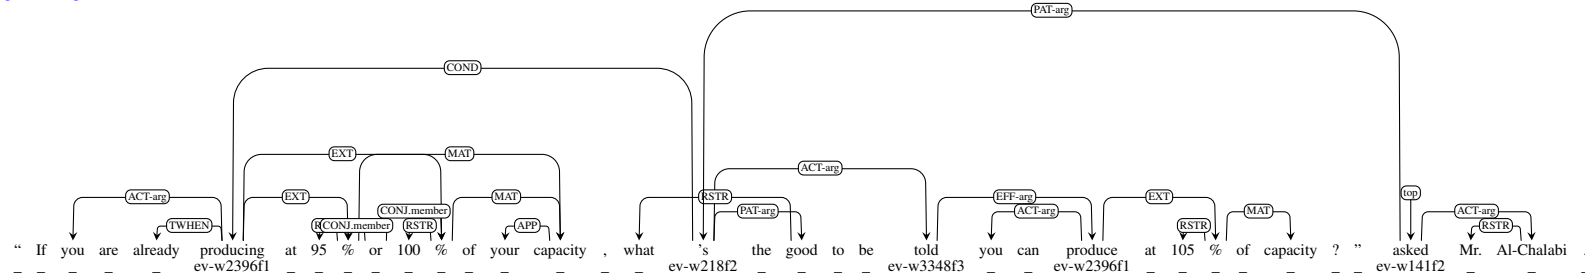 PAT-arg
COND
EXT MAT
ACT-arg
ACT-arg EXT MAT RSTR EFF-arg EXT top
CONJ.member PAT-arg ACT-arg MAT ACT-arg
TWHEN CONJ.member RSTR APP RSTR RSTR
“ If you are already producing at 95 % or 100 % of your capacity , what 's the good to be told you can produce at 105 % of capacity ? ” asked Mr. Al-Chalabi .
_ _ _ _ _ ev-w2396f1 _ _ _ _ _ _ _ _ _ _ _ ev-w218f2 _ _ _ _ ev-w3348f3 _ _ ev-w2396f1 _ _ _ _ _ _ _ ev-w141f2 _ _ _